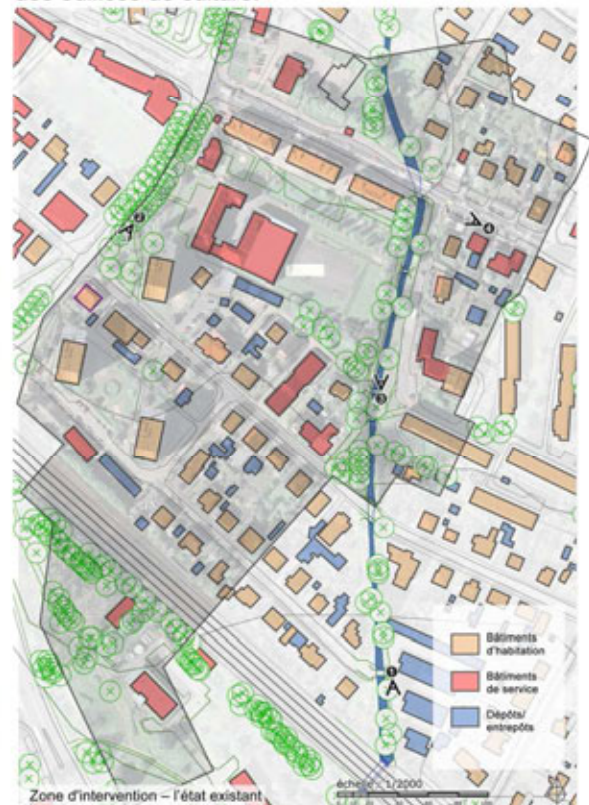 Bâtiments
d'habitation
Bâtiments
de service
Dépôts/
entrepôts
échelle : 1/2000
Zone d'intervention – l'état existant